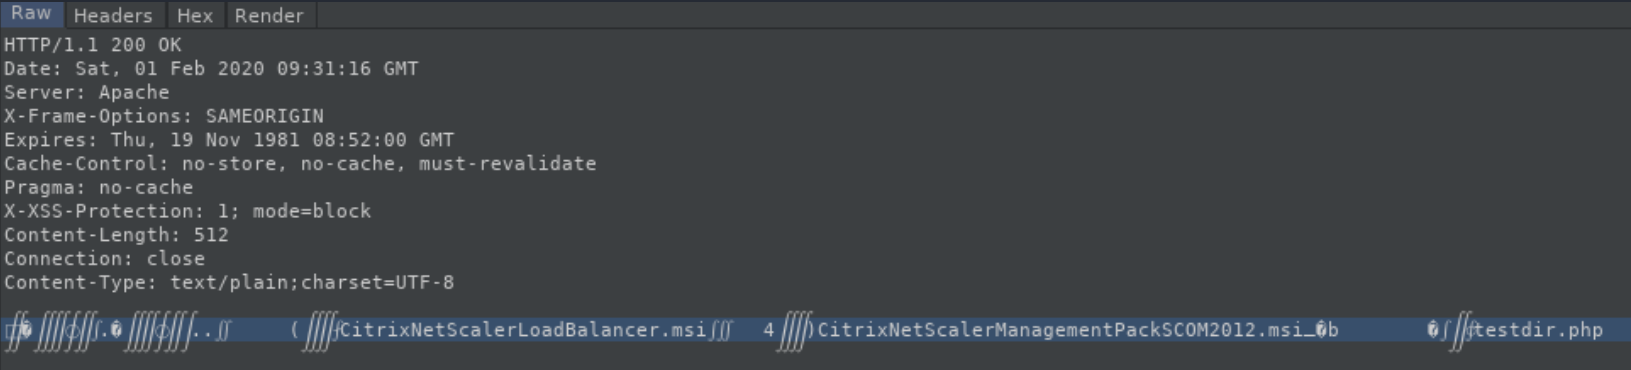 Raw Headers Hex Render
HTTP/1.1 200 OK
Date: Sat, 01 Feb 2020 09:31:16 GMT
Server: Apache
X-Frame-Options: SAMEORIGIN
Expires: Thu, 19 Nov 1981 08:52:00 GMT
Cache-Control: no-store, no-cache, must-revalidate
Pragma: no-cache
X-XSS-Protection: 1; mode=block
Content-Length: 512
Connection: close
Content-Type: text/plain;charset=UTF-8
. .. ( CitrixNetScalerLoadBalancer.msi 4 )CitrixNetScalerManagementPackSCOM2012.msi_�b � testdir.php